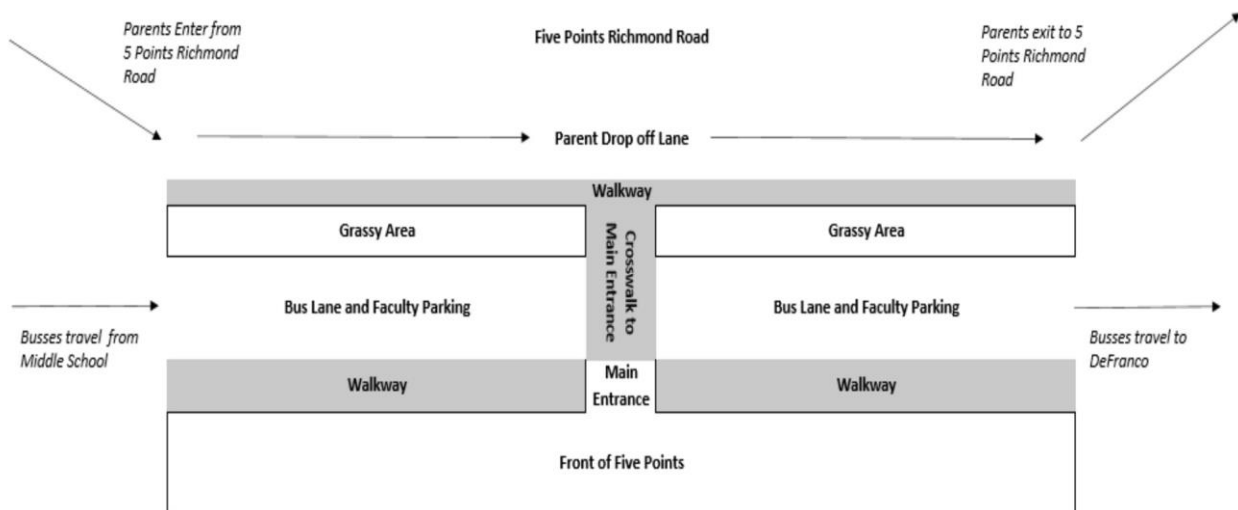 Parents Enter from
5 Points Richmond
Road
Five Points Richmond Road
Parents exit to 5
Points Richmond
Road
Parent Drop off Lane
Walkway
Grassy Area
Crosswalk to
Main Entrance
Grassy Area
Bus Lane and Faculty Parking
Bus Lane and Faculty Parking
Busses travel from
Middle School
Busses travel to
DeFranco
Walkway
Main
Entrance
Walkway
Front of Five Points